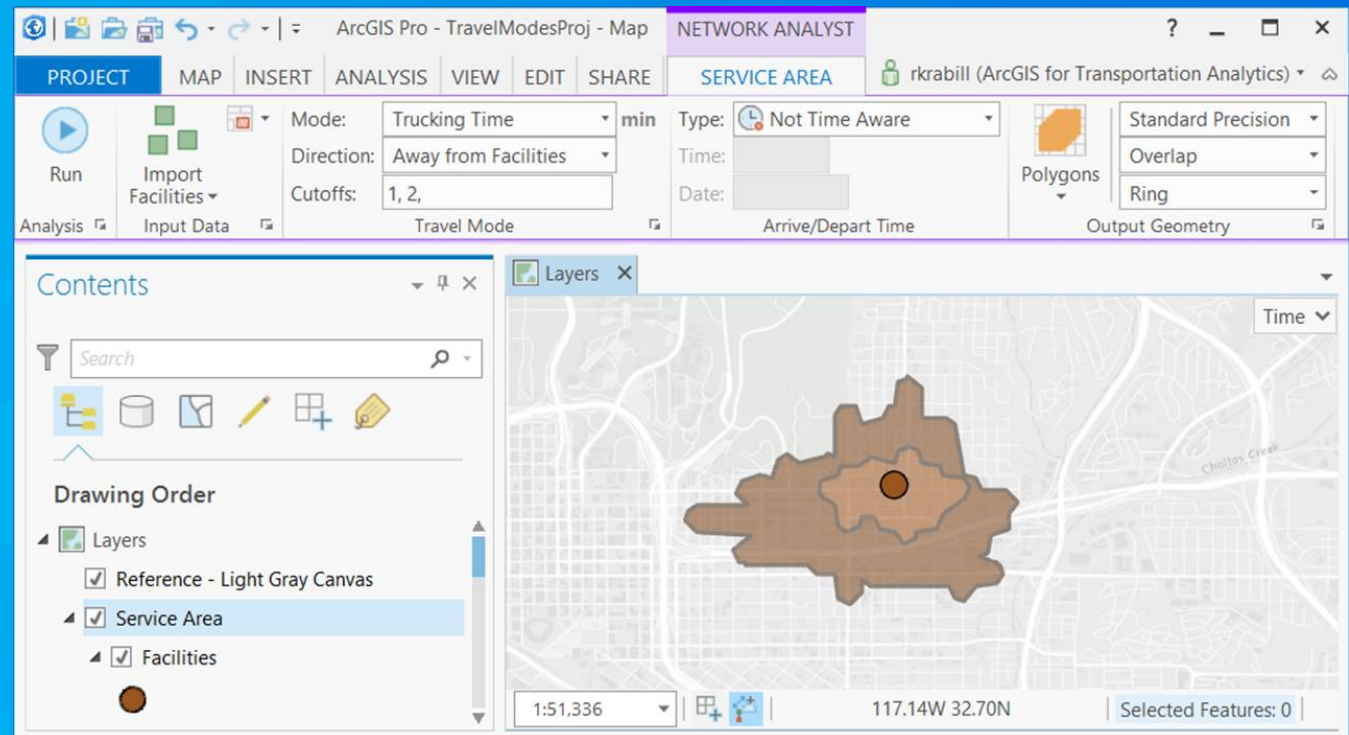 ArcGIS Pro - TravelModesProj - Map
NETWORK ANALYST
?
PROJECT MAP INSERT ANALYSIS VIEW EDIT SHARE SERVICE AREA rkrabill (ArcGIS for Transportation Analytics)
Run
Import
Facilities
Mode: Trucking Time min
Direction: Away from Facilities
Cutoffs: 1, 2,
Type: Not Time Aware
Time:
Date:
Polygons
Standard Precision
Overlap
Ring
Analysis Input Data Travel Mode Arrive/Depart Time Output Geometry
Contents
Search
Drawing Order
Layers
Reference - Light Gray Canvas
Service Area
Facilities
Layers
Time
Chollas Creek
1:51,336 117.14W 32.70N Selected Features: 0